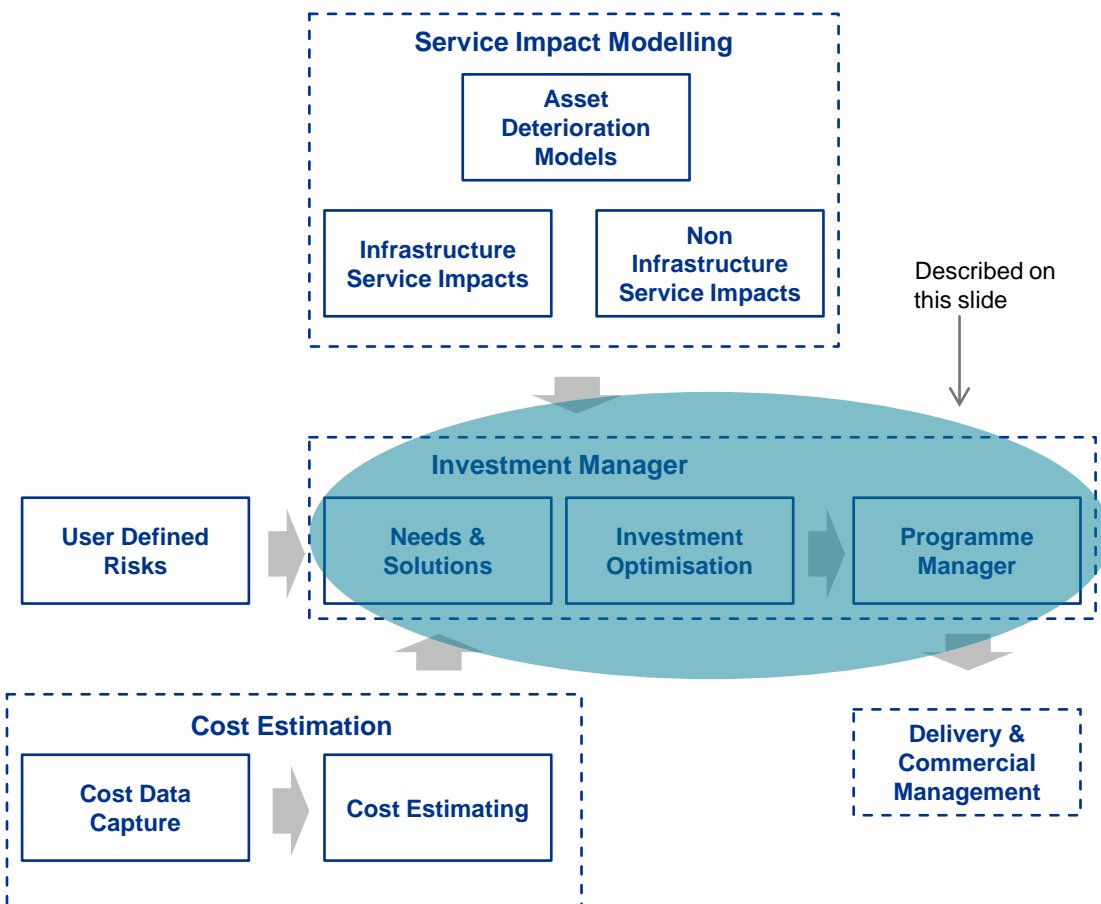 Service Impact Modelling
Asset
Deterioration
Models
Infrastructure
Service Impacts
Non
Infrastructure
Service Impacts
Described on
this slide
Investment Manager
User Defined
Risks
Needs &
Solutions
Investment
Optimisation
Programme
Manager
Cost Estimation
Cost Data
Capture
Cost Estimating
Delivery &
Commercial
Management